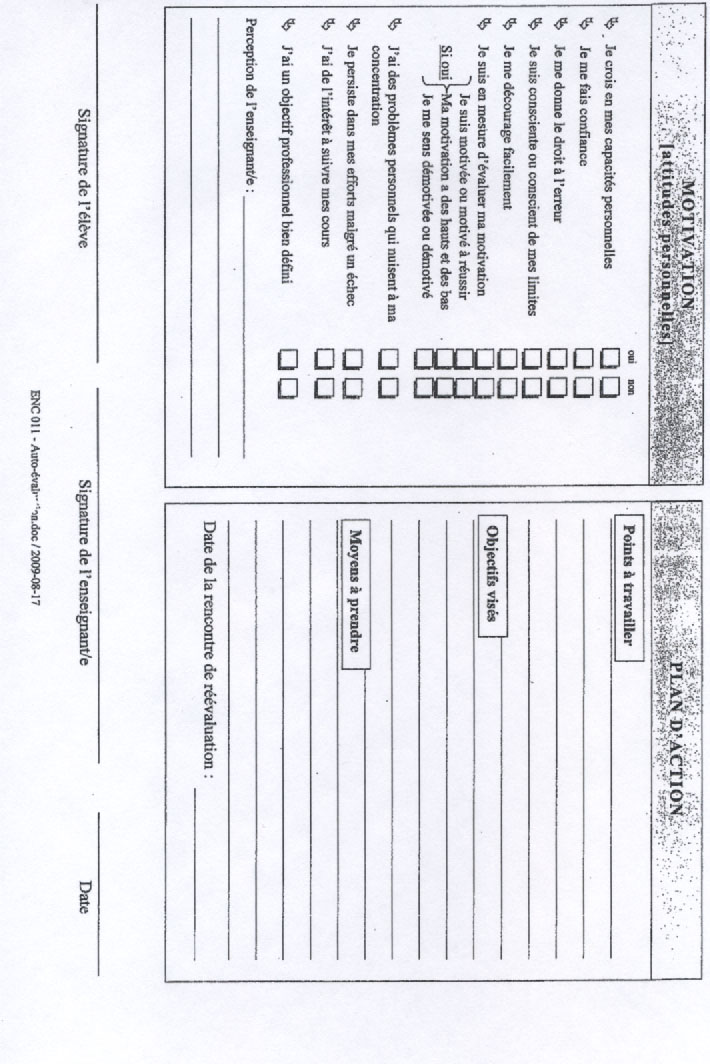 MOTIVATION
[attitudes personnelles]
oui non
Je crois en mes capacités personnelles
Je me fais confiance
Je me donne le droit à l'erreur
Je suis consciente ou conscient de mes limites
Je me décourage facilement
Je suis en mesure d'évaluer ma motivation
Je suis motivée ou motivé à réussir
Si oui Ma motivation a des hauts et des bas
Je me sens démotivée ou démotivé
J'ai des problèmes personnels qui nuisent à ma
concentration
Je persiste dans mes efforts malgré un échec
J'ai de l'intérêt à suivre mes cours
J'ai un objectif professionnel bien défini
Perception de l'enseignant/e :
PLAN D'ACTION
Points à travailler
Objectifs visés
Moyens à prendre
Date de la rencontre de réévaluation :
Signature de l'élève
Signature de l'enseignant/e
Date
ENC 011 - .doc / 2009-08-17